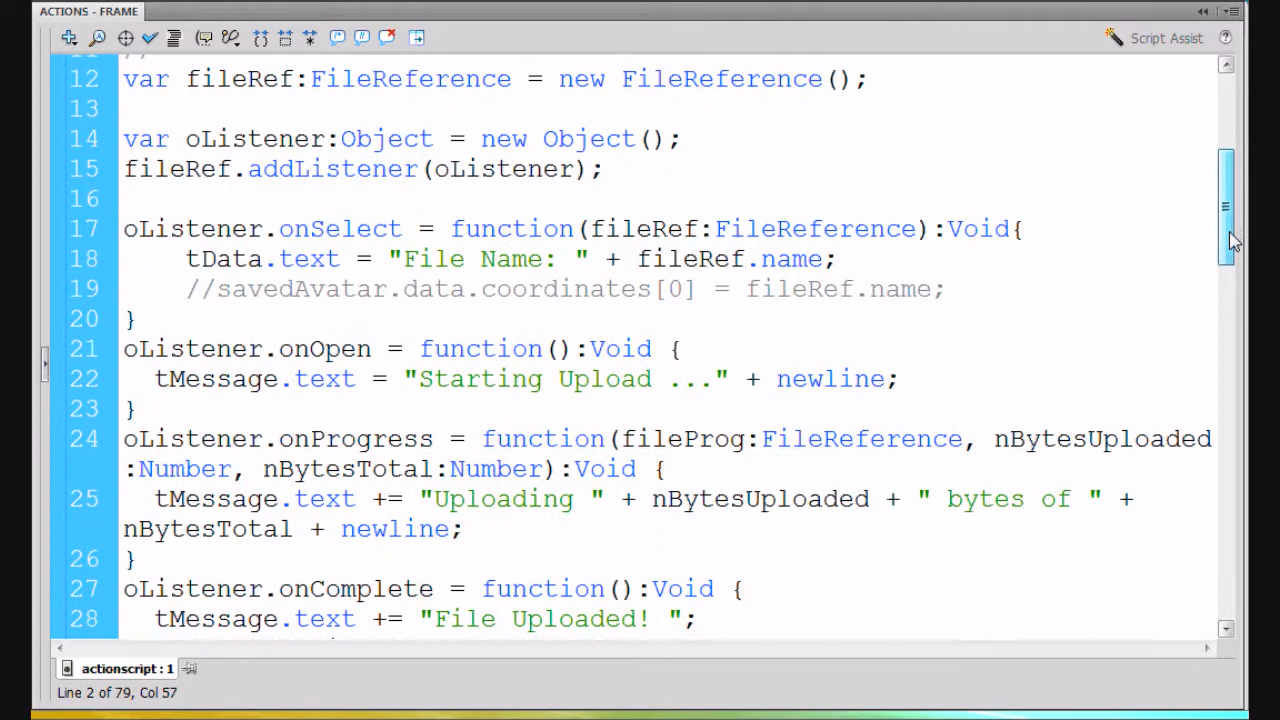 ACTIONS - FRAME
Script Assist
//
12 var fileRef:FileReference = new FileReference();
13
14 var oListener:Object = new Object();
15 fileRef.addListener(oListener);
16
17 oListener.onSelect = function(fileRef:FileReference):Void{
18 tData.text = "File Name: " + fileRef.name;
19 //savedAvatar.data.coordinates[0] = fileRef.name;
20 }
21 oListener.onOpen = function():Void {
22 tMessage.text = "Starting Upload ..." + newline;
23 }
24 oListener.onProgress = function(fileProg:FileReference, nBytesUploaded
:Number, nBytesTotal:Number):Void {
25 tMessage.text += "Uploading " + nBytesUploaded + " bytes of " +
nBytesTotal + newline;
26 }
27 oListener.onComplete = function():Void {
28 tMessage.text += "File Uploaded! ";
actionscript : 1
Line 2 of 79, Col 57